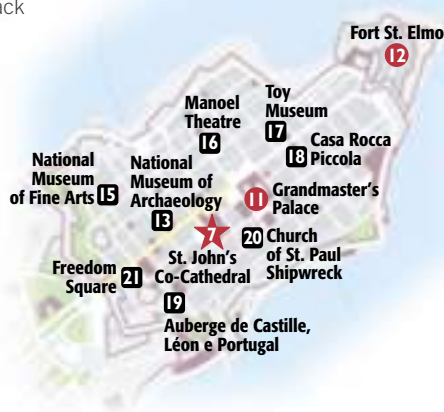 ack
Fort St. Elmo
12
Manoel
Theatre
16
Toy
Museum
17
18 Casa Rocca
Piccola
National
Museum
of Fine Arts 15
National
Museum of
Archaeology
13
11 Grandmaster's
Palace
7
St. John's
Co-Cathedral
20 Church
of St. Paul
Shipwreck
Freedom
Square 21
19
Auberge de Castille,
Léon e Portugal